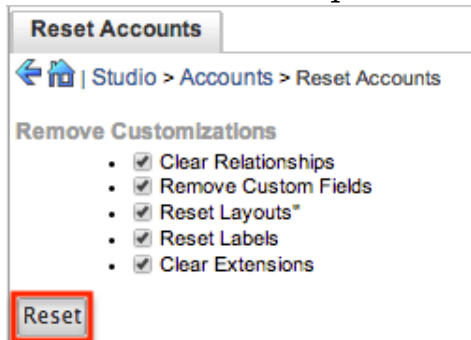 Reset Accounts
| Studio > Accounts > Reset Accounts
Remove Customizations
Clear Relationships
Remove Custom Fields
Reset Layouts*
Reset Labels
Clear Extensions
Reset